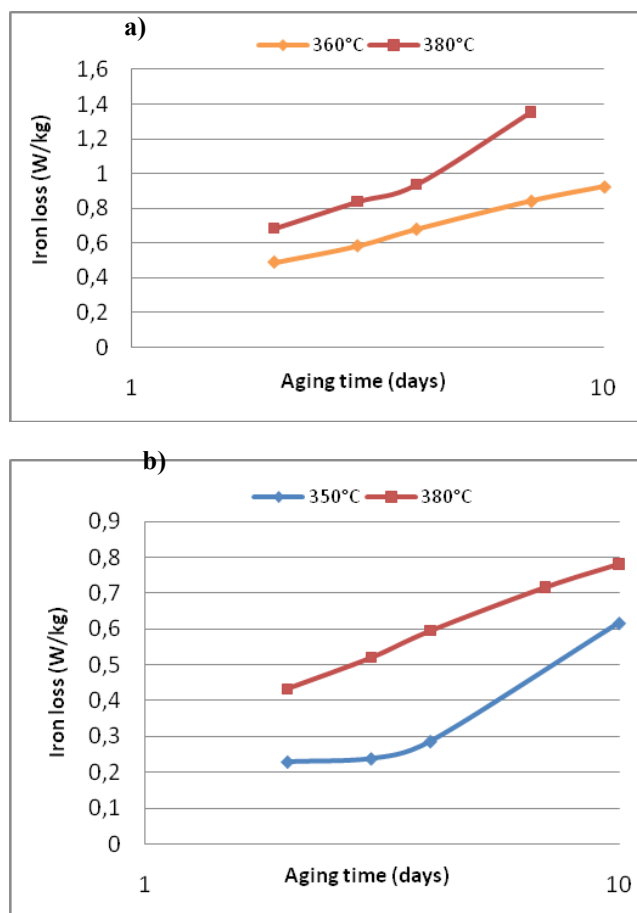 a)
360°C 380°C
1,6
1,4
1,2
1
0,8
0,6
0,4
0,2
0
Iron loss (W/kg)
Aging time (days)
1 10
b)
350°C 380°C
0,9
0,8
0,7
0,6
0,5
0,4
0,3
0,2
0,1
0
Iron loss (W/kg)
Aging time (days)
1 10